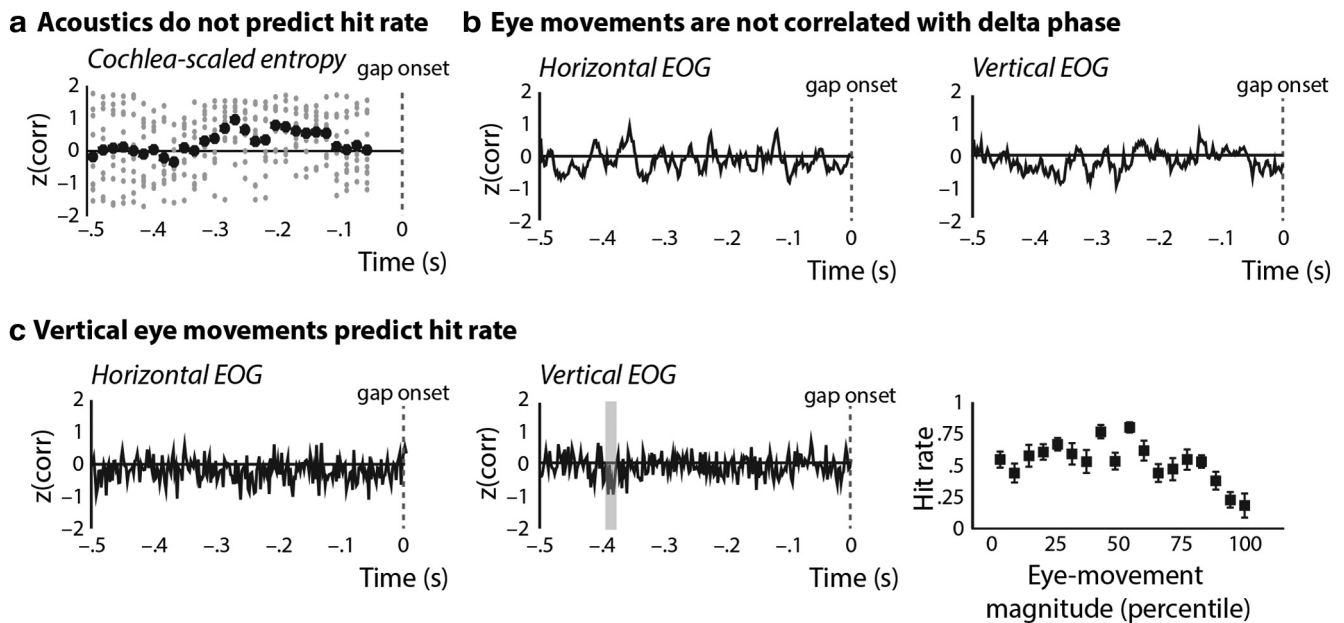 a Acoustics do not predict hit rate
Cochlea-scaled entropy
gap onset
2
1
0
–1
–2
z(corr)
–.5 –.4 –.3 –.2 –.1 0
Time (s)
b Eye movements are not correlated with delta phase
Horizontal EOG
gap onset
2
1
0
–1
–2
z(corr)
–.5 –.4 –.3 –.2 –.1 0
Time (s)
Vertical EOG
gap onset
2
1
0
–1
–2
–.5 –.4 –.3 –.2 –.1 0
Time (s)
c Vertical eye movements predict hit rate
Horizontal EOG
gap onset
2
1
0
–1
–2
z(corr)
–.5 –.4 –.3 –.2 –.1 0
Time (s)
Vertical EOG
gap onset
2
1
0
–1
–2
z(corr)
–.5 –.4 –.3 –.2 –.1 0
Time (s)
1
.75
.5
.25
0
Hit rate
0 25 50 75 100
Eye-movement
magnitude (percentile)